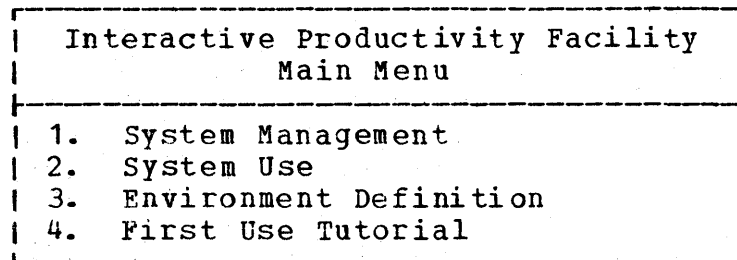 Interactive Productivity Facility
Main Menu
1. System Management
2. System Use
3. Environment Definition
4. First Use Tutorial